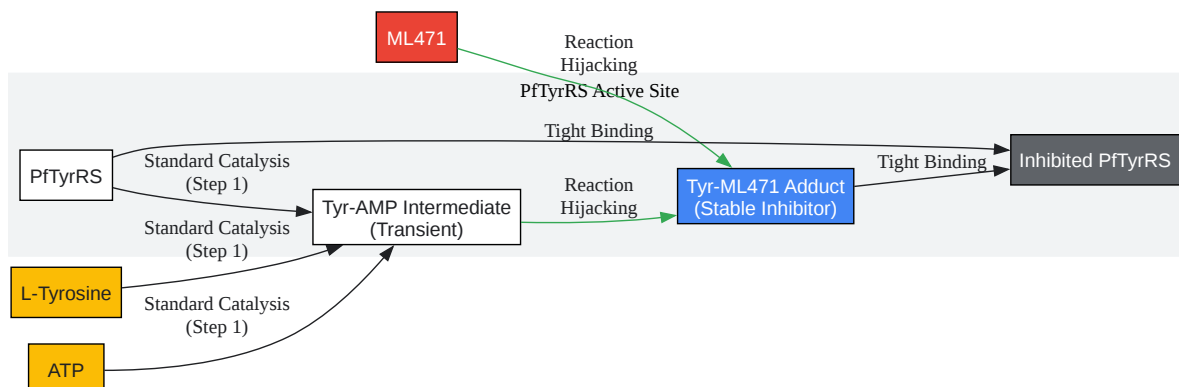 ML471
Reaction
Hijacking
PfTyrRS Active Site
Tight Binding
PfTyrRS
Standard Catalysis
(Step 1)
Inhibited PfTyrRS
Tight Binding
Tyr-ML471 Adduct
(Stable Inhibitor)
Reaction
Hijacking
Tyr-AMP Intermediate
(Transient)
Standard Catalysis
(Step 1)
L-Tyrosine
Standard Catalysis
(Step 1)
ATP